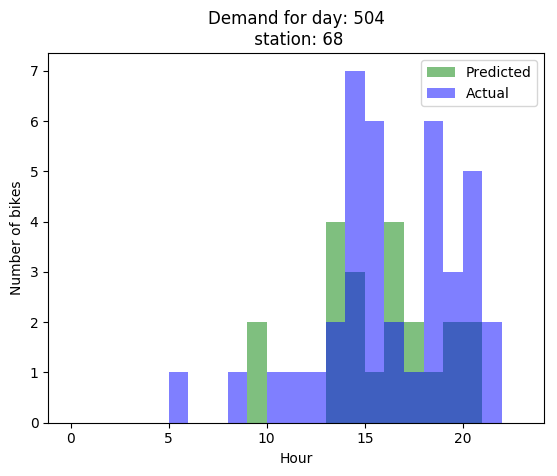 Demand for day: 504
station: 68
Predicted
Actual
Number of bikes
7
6
5
4
3
2
1
0
0 5 10 15 20
Hour